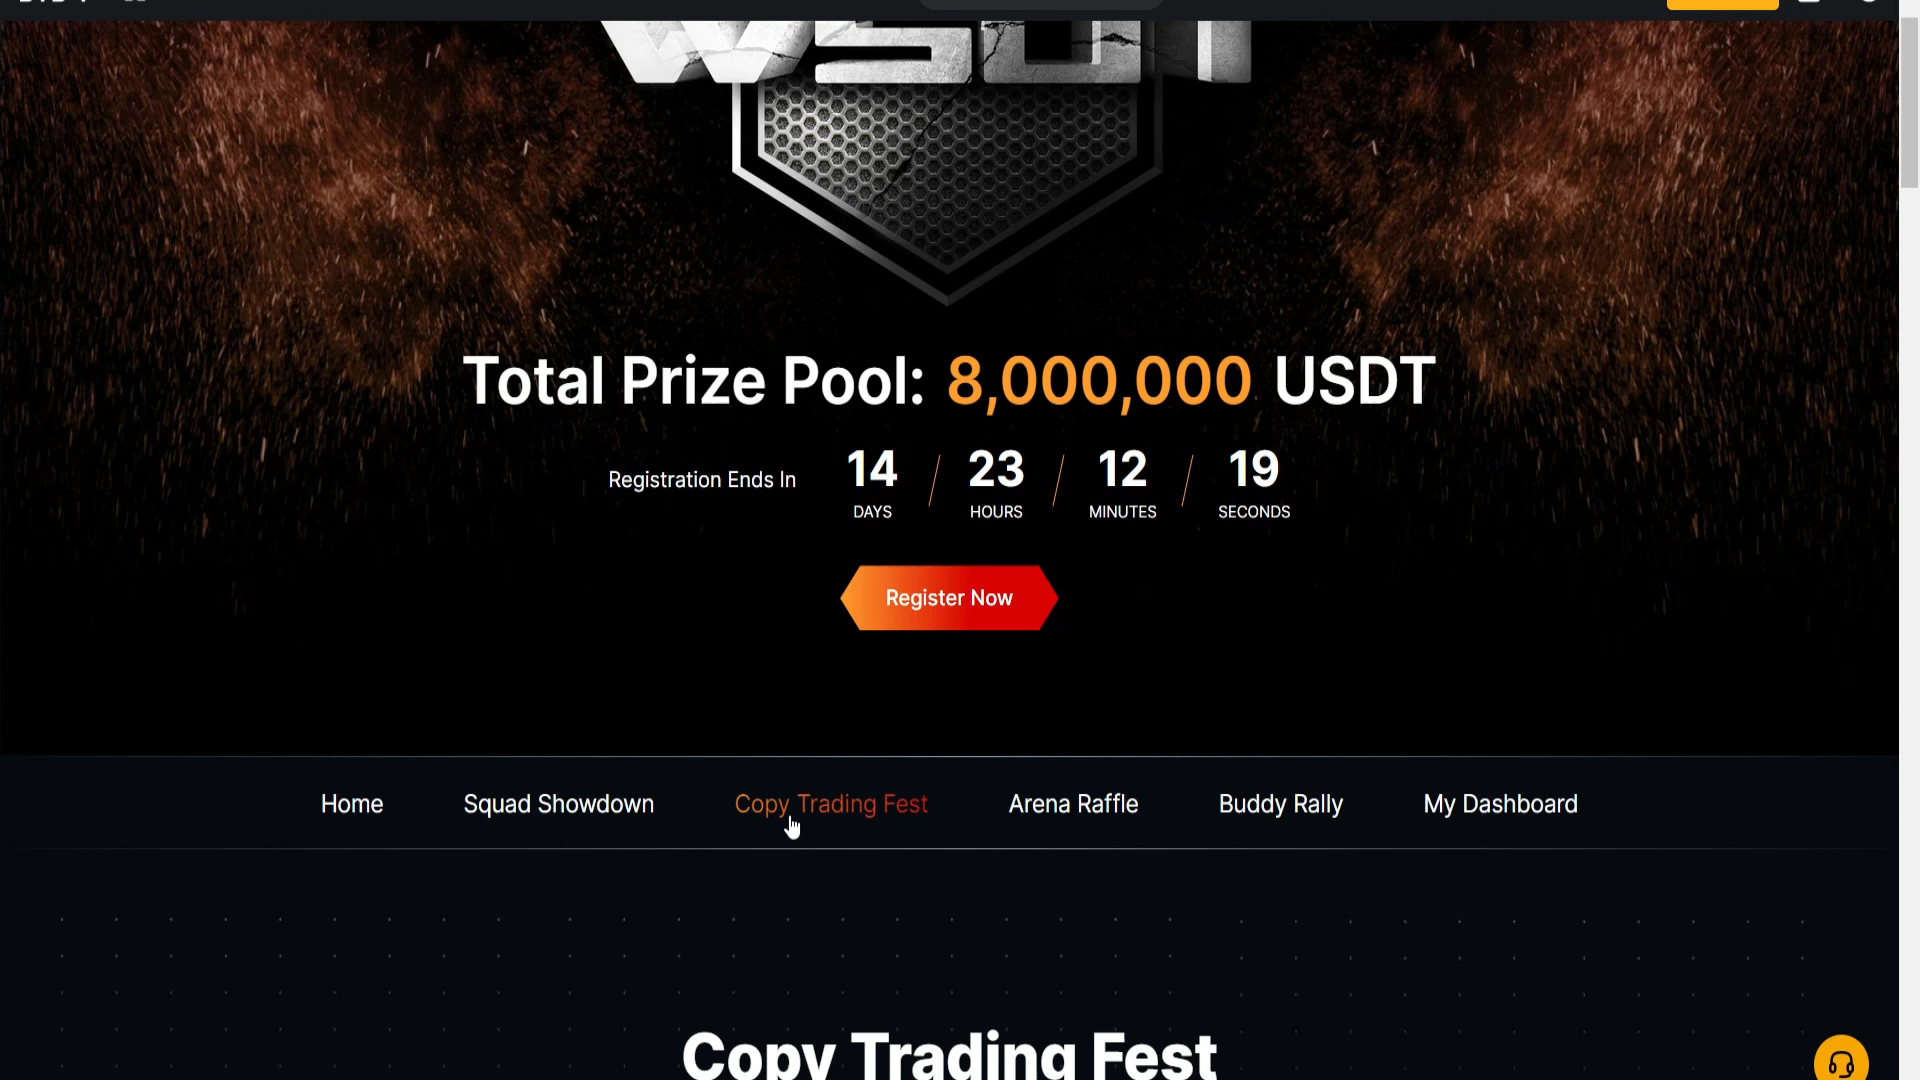 WSOT
Total Prize Pool: 8,000,000 USDT
Registration Ends In
14 / 23 / 12 / 19
DAYS HOURS MINUTES SECONDS
Register Now
Home Squad Showdown Copy Trading Fest Arena Raffle Buddy Rally My Dashboard
Copy Trading Fest